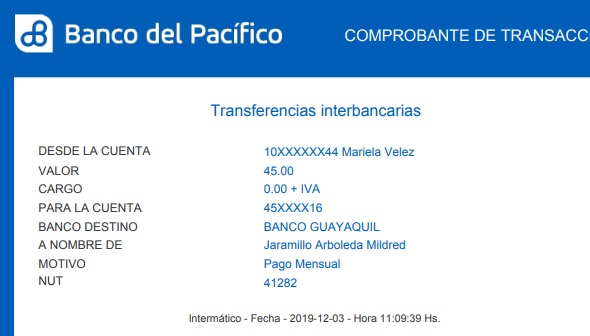 Banco del Pacífico
COMPROBANTE DE TRANSACCI
Transferencias interbancarias
DESDE LA CUENTA 10XXXXXX44 Mariela Velez
VALOR 45.00
CARGO 0.00 + IVA
PARA LA CUENTA 45XXXX16
BANCO DESTINO BANCO GUAYAQUIL
A NOMBRE DE Jaramillo Arboleda Mildred
MOTIVO Pago Mensual
NUT 41282
Intermático - Fecha - 2019-12-03 - Hora 11:09:39 Hs.